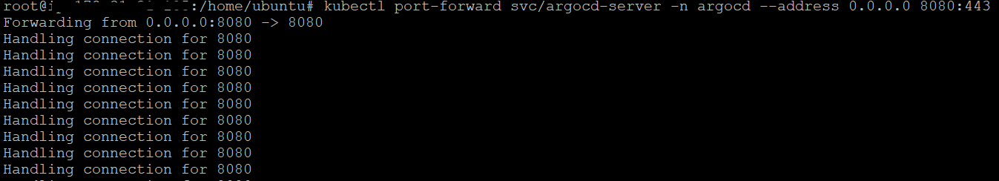 root@ :/home/ubuntu# kubectl port-forward svc/argocd-server -n argocd --address 0.0.0.0 8080:443
Forwarding from 0.0.0.0:8080 -> 8080
Handling connection for 8080
Handling connection for 8080
Handling connection for 8080
Handling connection for 8080
Handling connection for 8080
Handling connection for 8080
Handling connection for 8080
Handling connection for 8080
Handling connection for 8080